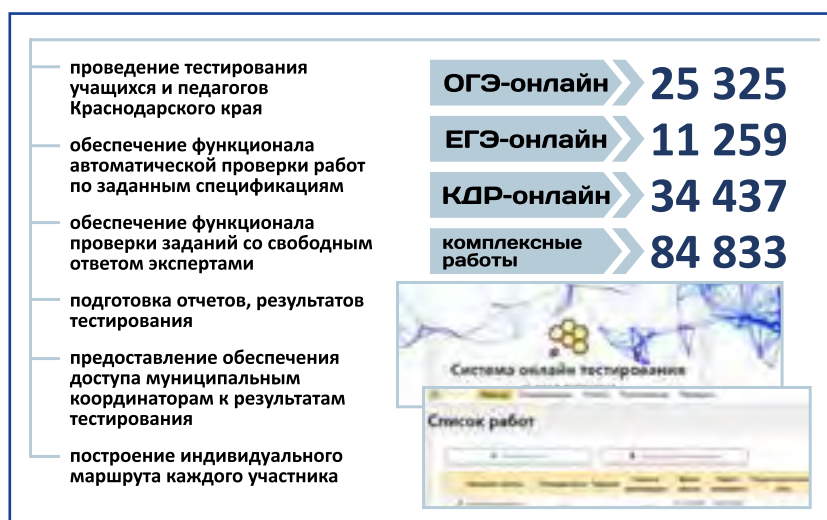 проведение тестирования
учащихся и педагогов
Краснодарского края
обеспечение функционала
автоматической проверки работ
по заданным спецификациям
обеспечение функционала
проверки заданий со свободным
ответом экспертами
подготовка отчетов, результатов
тестирования
предоставление обеспечения
доступа муниципальным
координаторам к результатам
тестирования
построение индивидуального
маршрута каждого участника
ОГЭ-онлайн 25 325
ЕГЭ-онлайн 11 259
КДР-онлайн 34 437
комплексные
работы 84 833
Система онлайн тестирования
Список работ